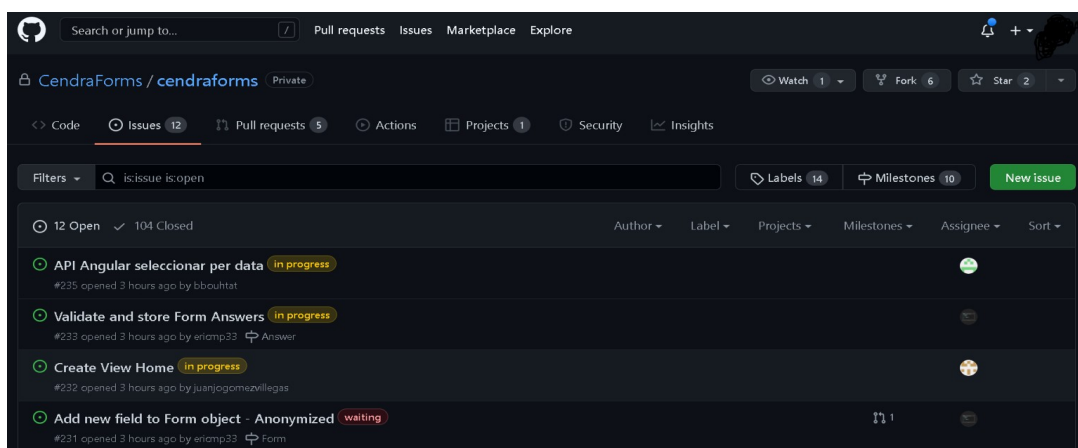 Search or jump to... / Pull requests Issues Marketplace Explore
CendraForms / cendraforms Private Watch 1 Fork 6 Star 2
Code Issues 12 Pull requests 5 Actions Projects 1 Security Insights
Filters is:issue is:open Labels 14 Milestones 10 New issue
12 Open 104 Closed Author Label Projects Milestones Assignee Sort
API Angular seleccionar per data in progress
#235 opened 3 hours ago by bbouhtat
Validate and store Form Answers in progress
#233 opened 3 hours ago by ericmp33 Answer
Create View Home in progress
#232 opened 3 hours ago by juanjogomezvillegas
Add new field to Form object - Anonymized waiting 1
#231 opened 3 hours ago by ericmp33 Form